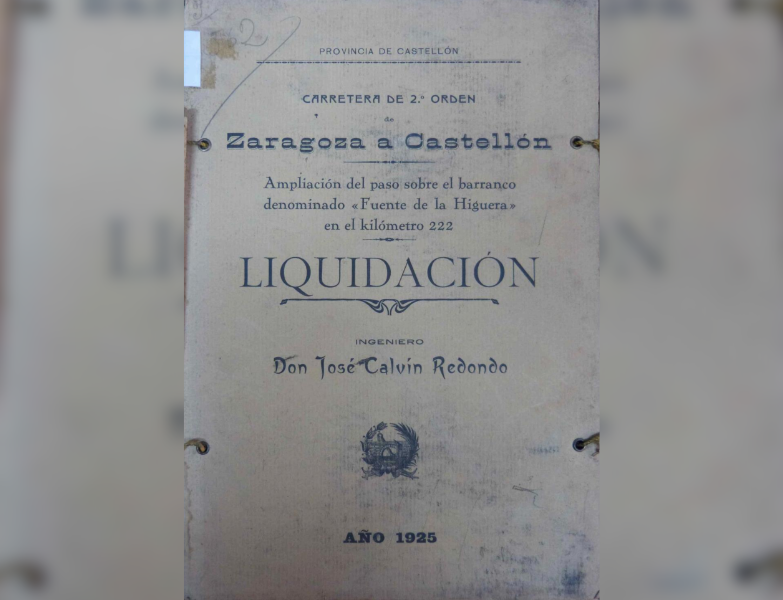 2
PROVINCIA DE CASTELLÓN
CARRETERA DE 2.ª ORDEN
de
Zaragoza a Castellón
Ampliación del paso sobre el barranco
denominado «Fuente de la Higuera»
en el kilómetro 222
LIQUIDACIÓN
INGENIERO
Don José Calvín Redondo
AÑO 1925